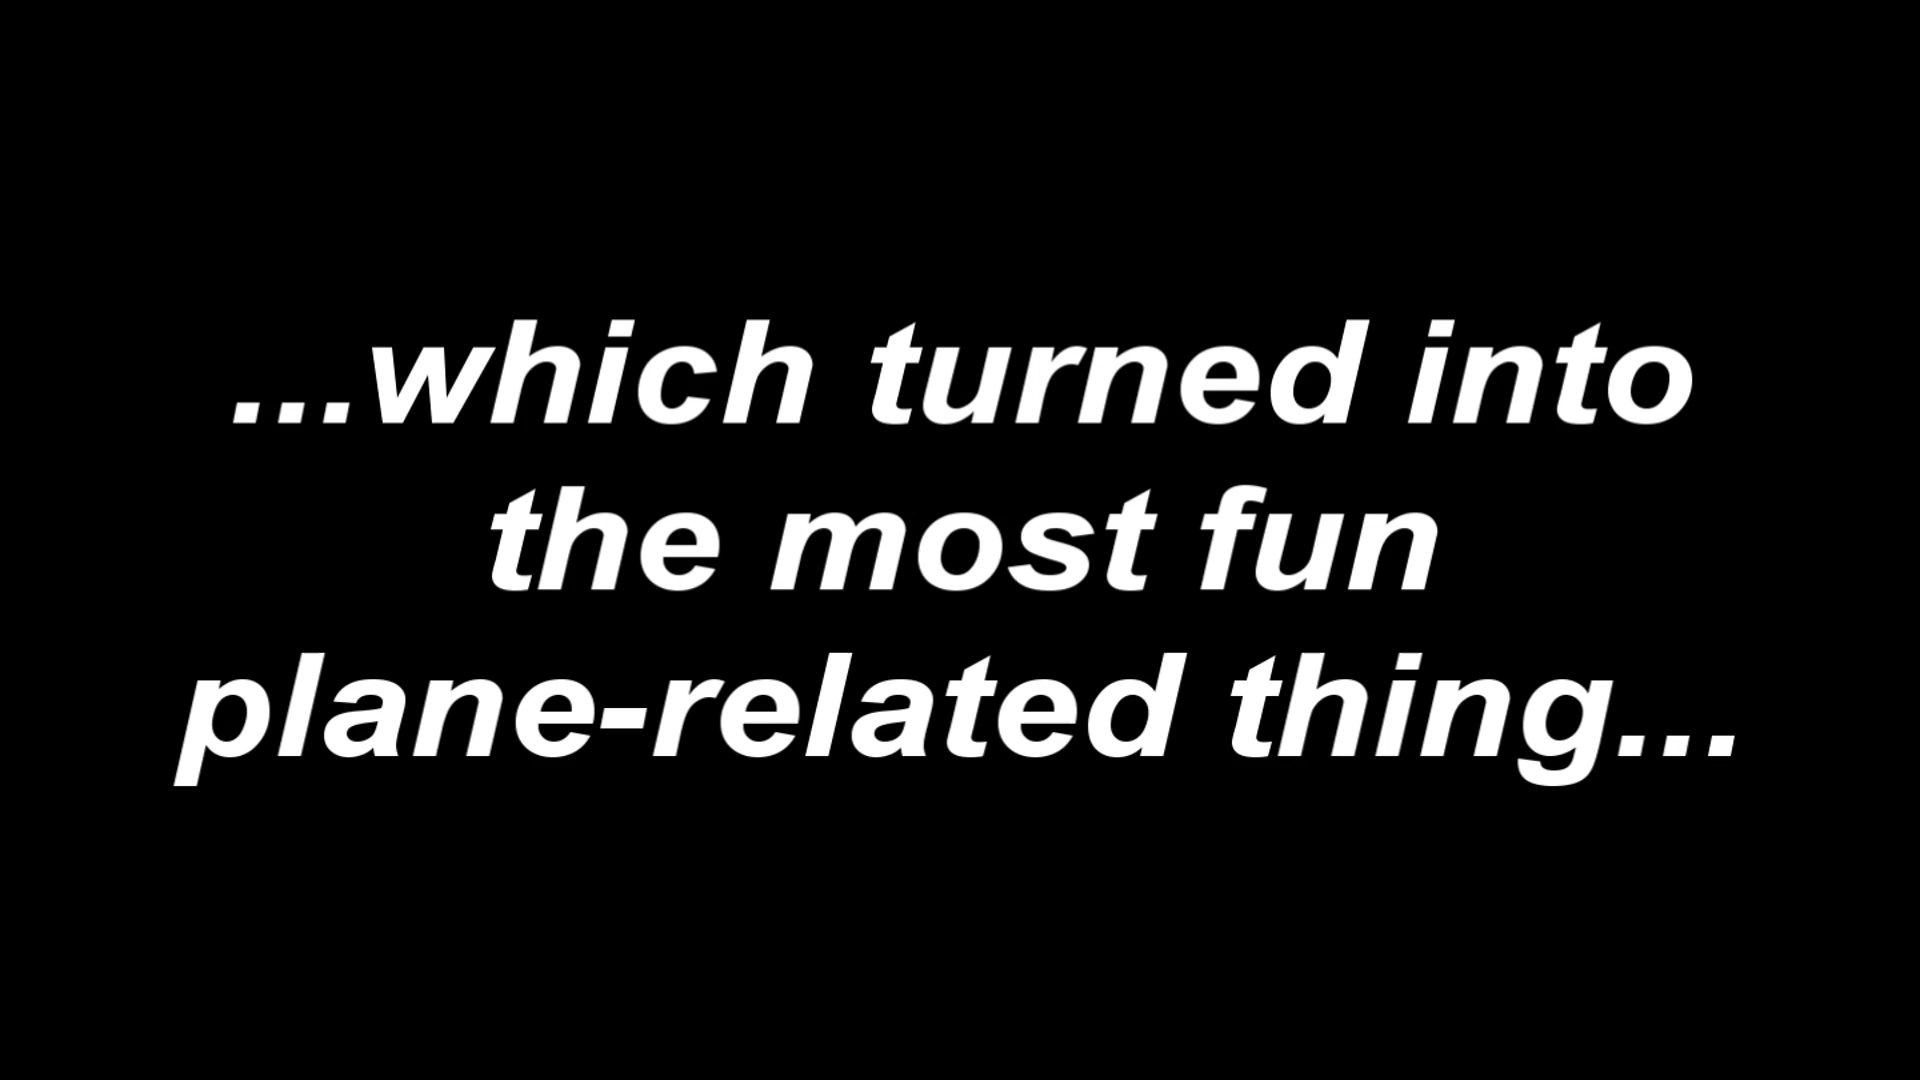 ...which turned into
the most fun
plane-related thing...